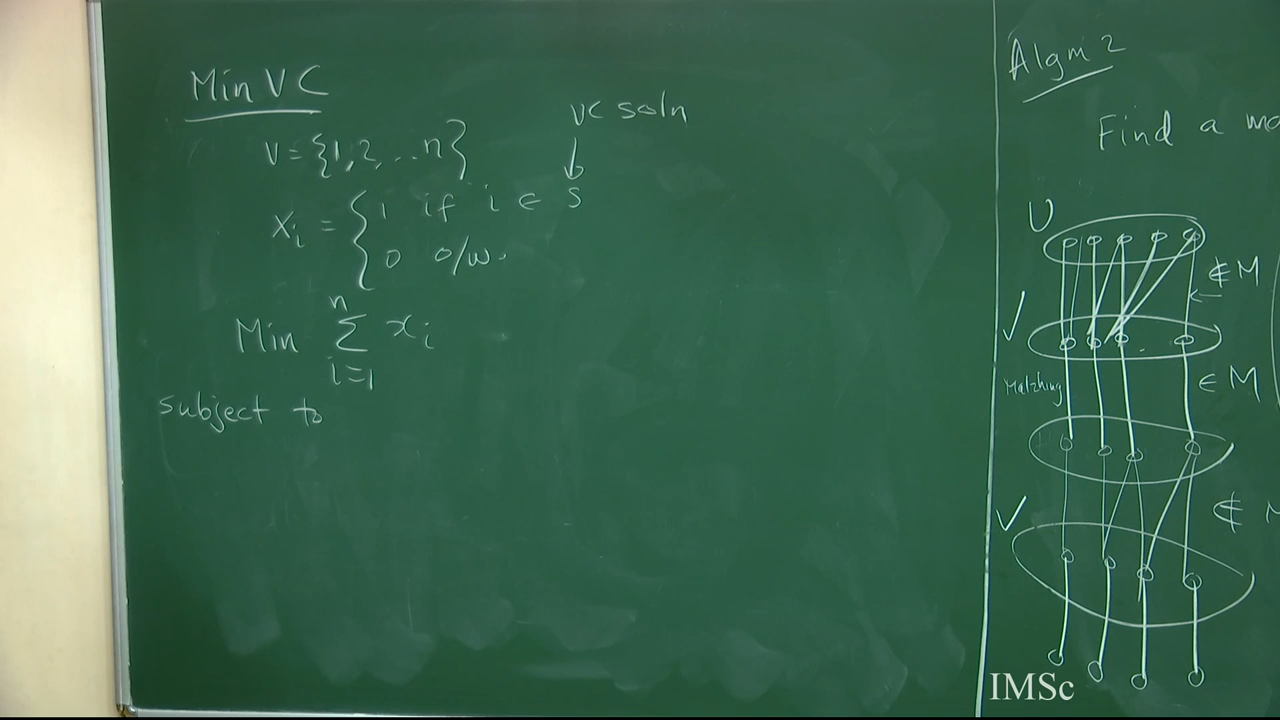 Min VC
vc soln
V = {1, 2, .. n}
x_i = { 1 if i ∈ S
0 o/w.
Min Σ_{i=1}^{n} x_i
subject to
Algm 2
Find a
U
∉ M
✓
Matching
∈ M
✓
∉
IMSc